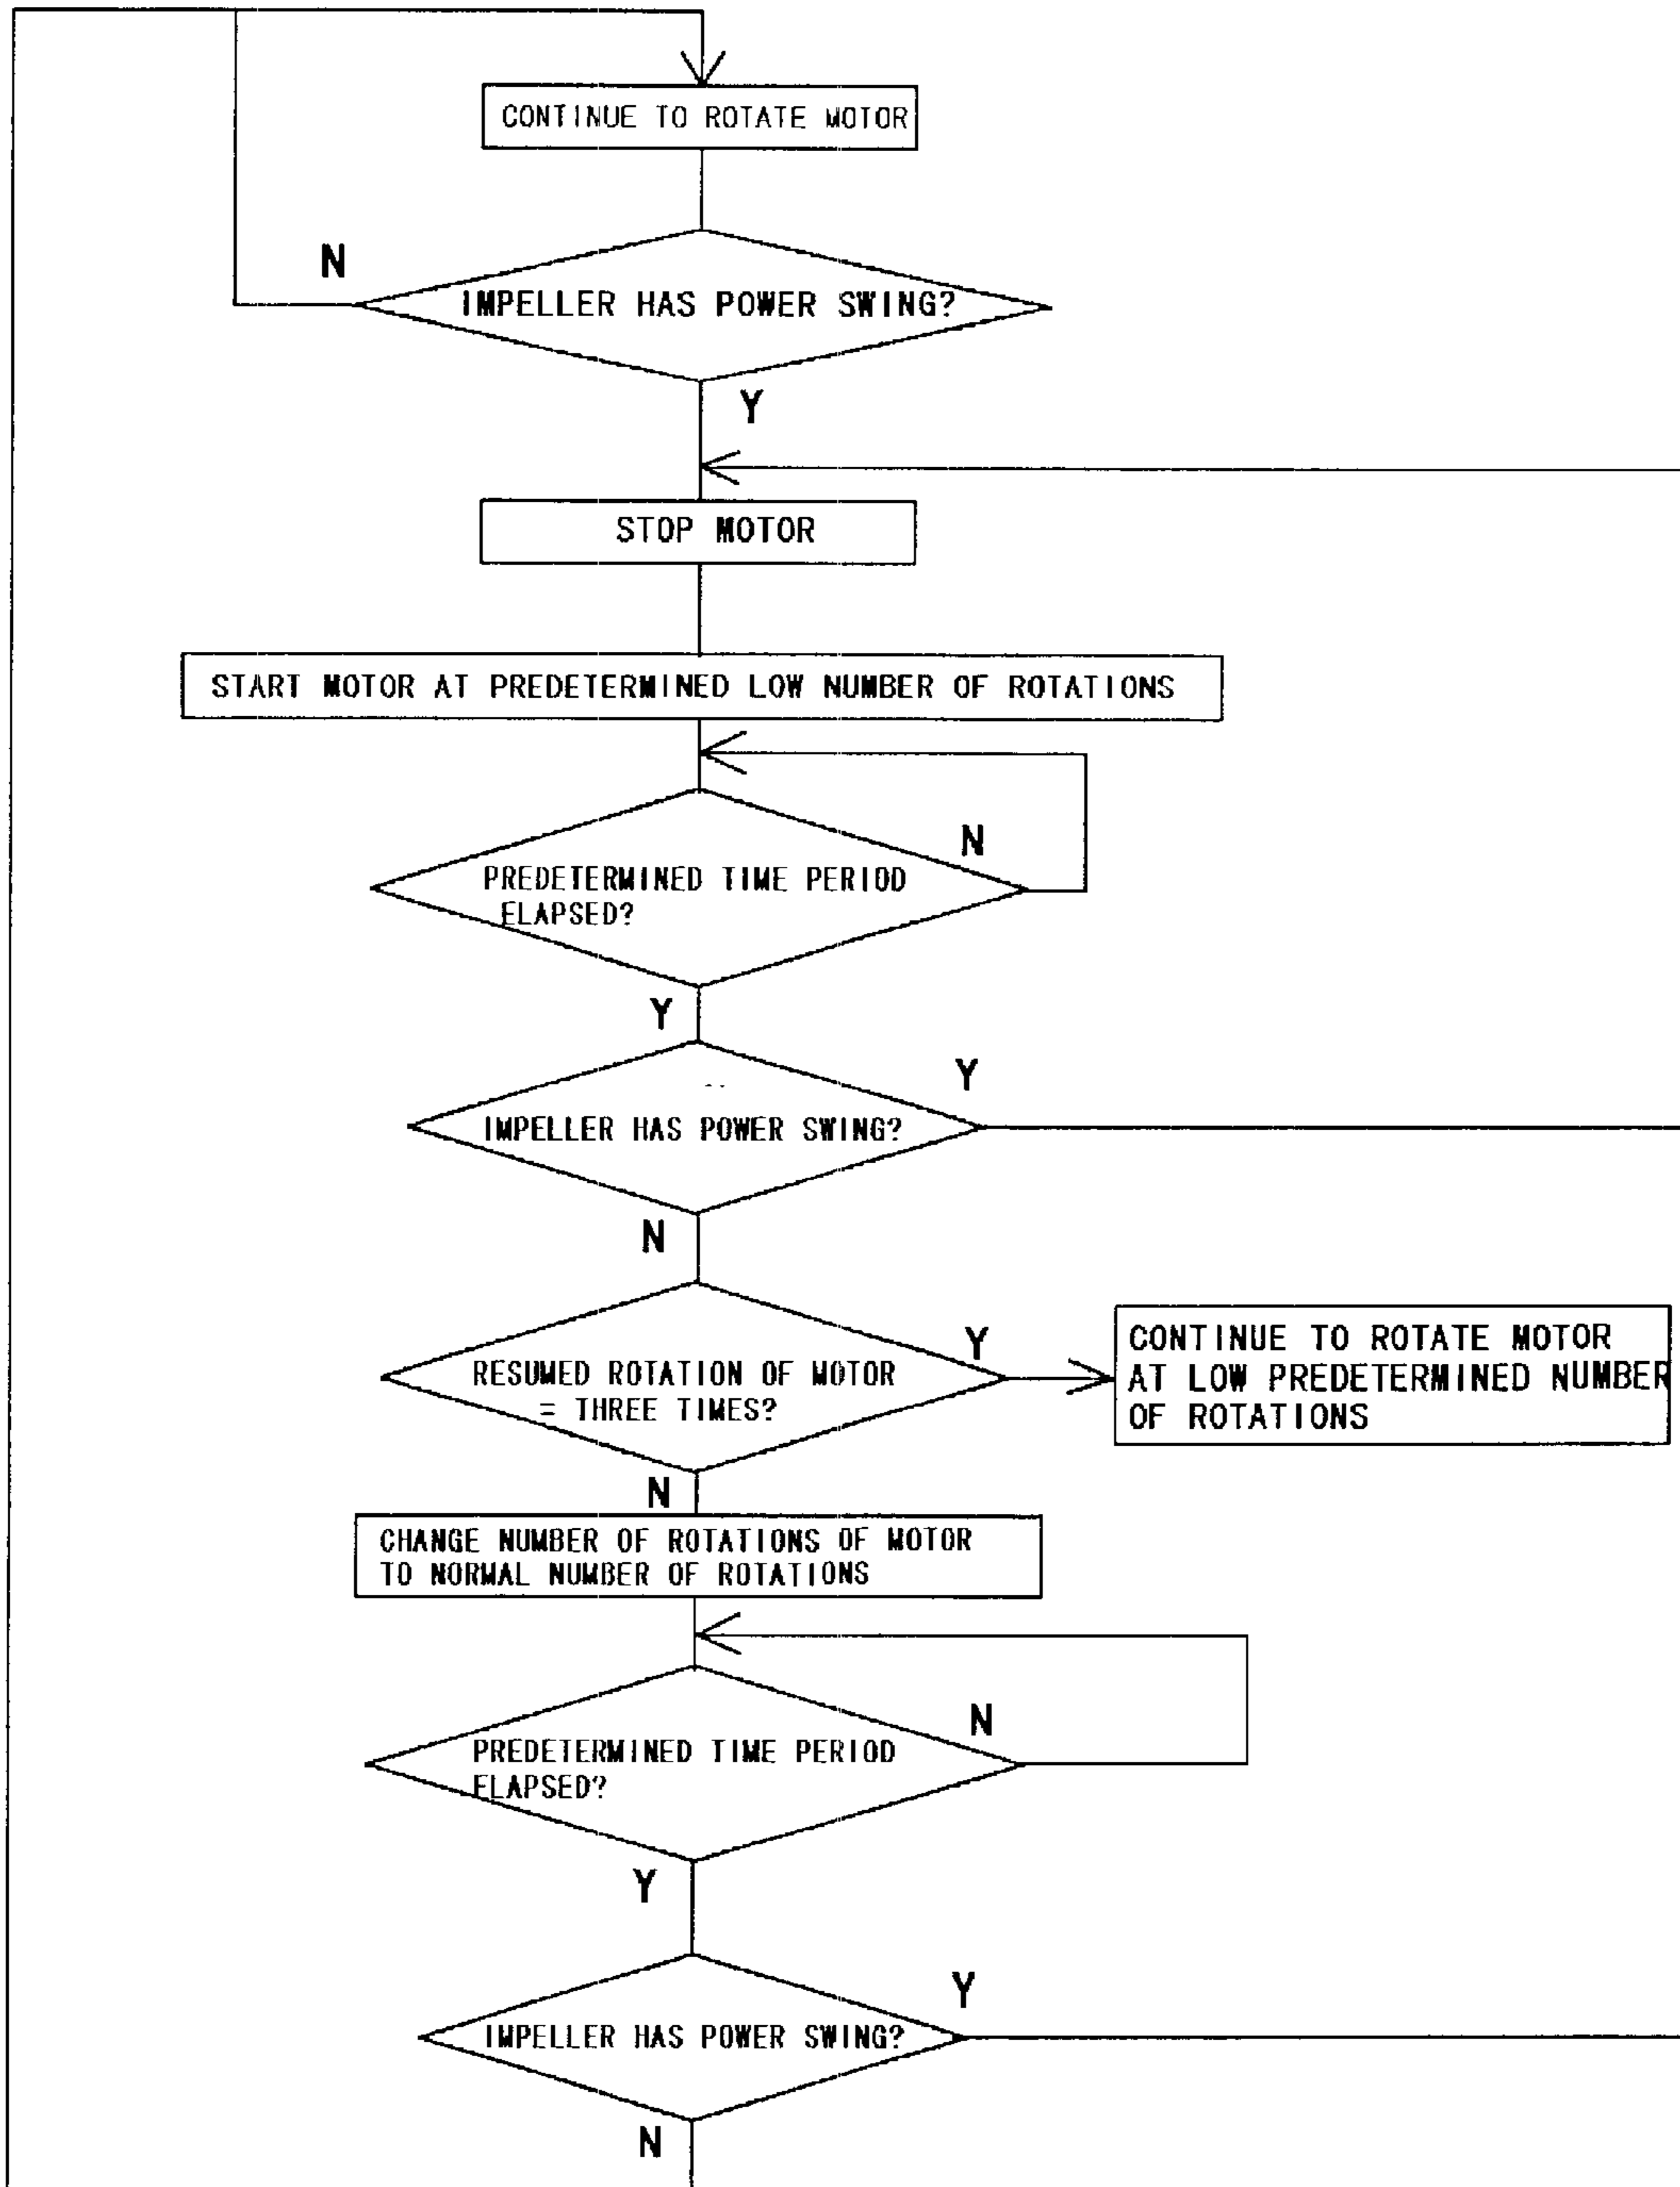 CONTINUE TO ROTATE MOTOR
N
IMPELLER HAS POWER SWING?
Y
STOP MOTOR
START MOTOR AT PREDETERMINED LOW NUMBER OF ROTATIONS
N
PREDETERMINED TIME PERIOD
ELAPSED?
Y
Y
IMPELLER HAS POWER SWING?
N
Y
RESUMED ROTATION OF MOTOR
= THREE TIMES?
CONTINUE TO ROTATE MOTOR
AT LOW PREDETERMINED NUMBER
OF ROTATIONS
N
CHANGE NUMBER OF ROTATIONS OF MOTOR
TO NORMAL NUMBER OF ROTATIONS
N
PREDETERMINED TIME PERIOD
ELAPSED?
Y
Y
IMPELLER HAS POWER SWING?
N